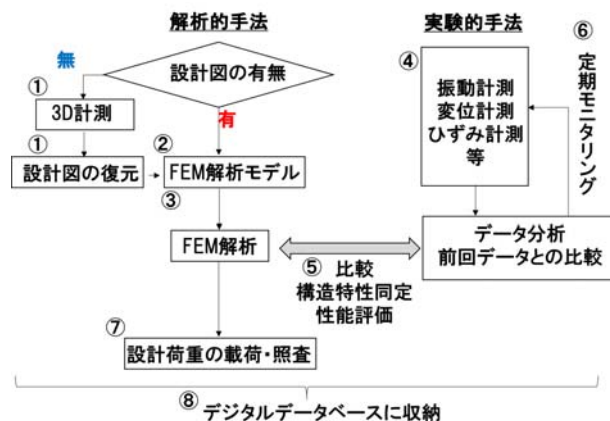 解析的手法
設計図の有無
無
①
3D計測
有
①
設計図の復元
②
FEM解析モデル
③
FEM解析
⑦
設計荷重の載荷・照査
⑤ 比較
構造特性同定
性能評価
実験的手法
④
振動計測
変位計測
ひずみ計測
等
⑥
定期モニタリング
データ分析
前回データとの比較
⑧ デジタルデータベースに収納